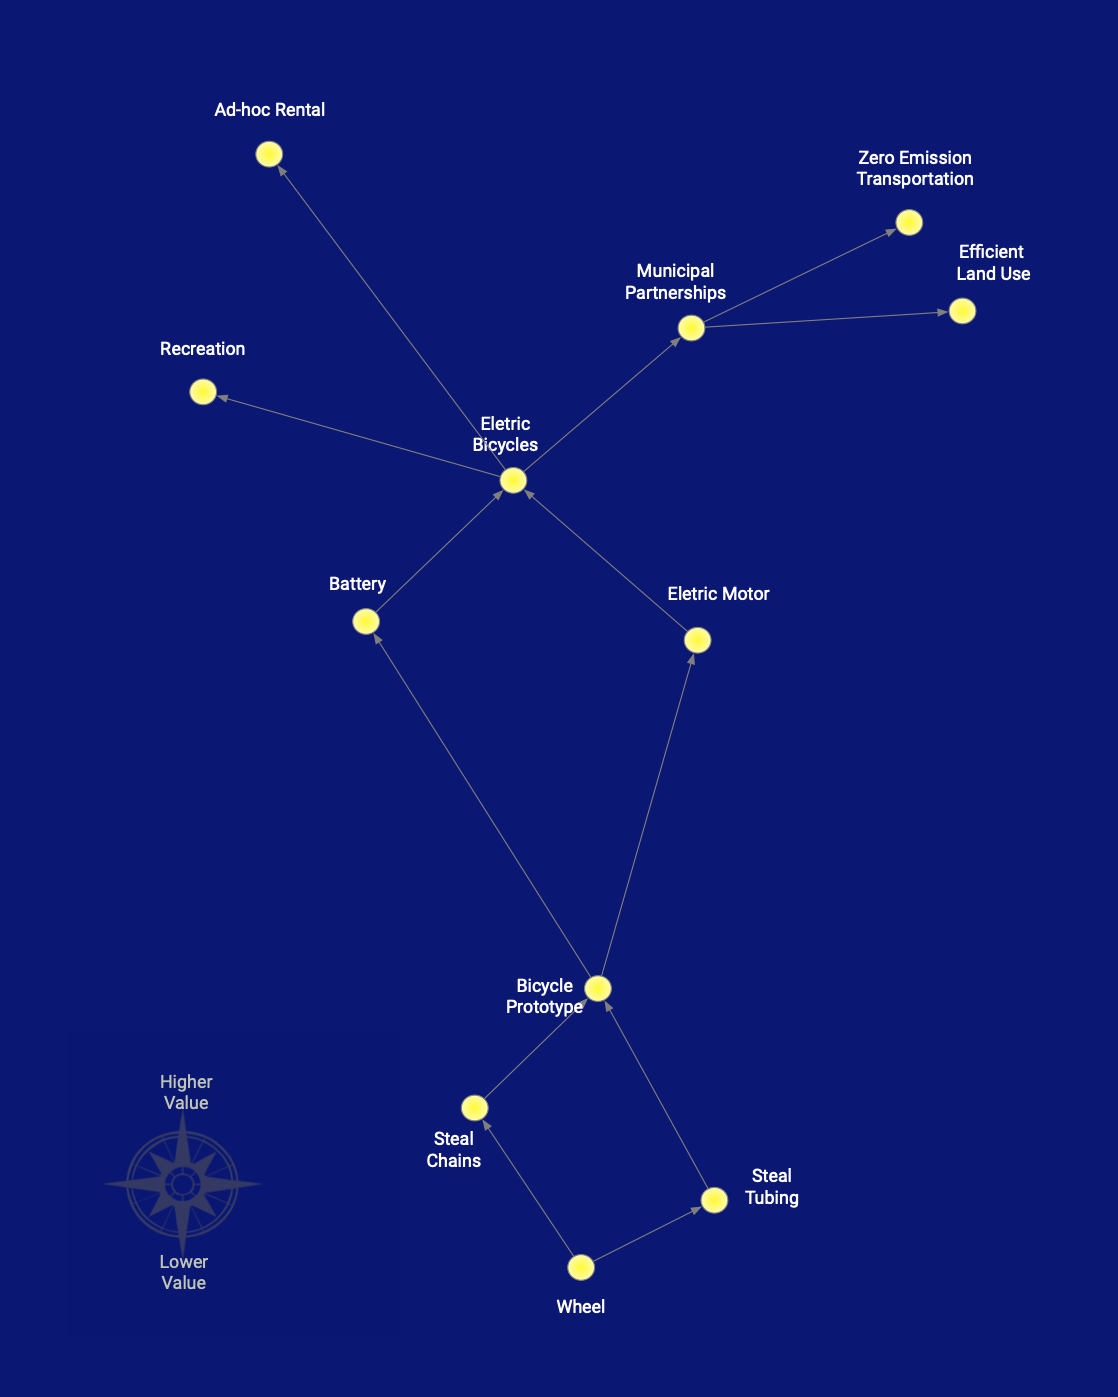 Ad-hoc Rental
Zero Emission
Transportation
Efficient
Land Use
Municipal
Partnerships
Recreation
Eletric
Bicycles
Battery
Eletric Motor
Bicycle
Prototype
Higher
Value
Steal
Chains
Steal
Tubing
Lower
Value
Wheel